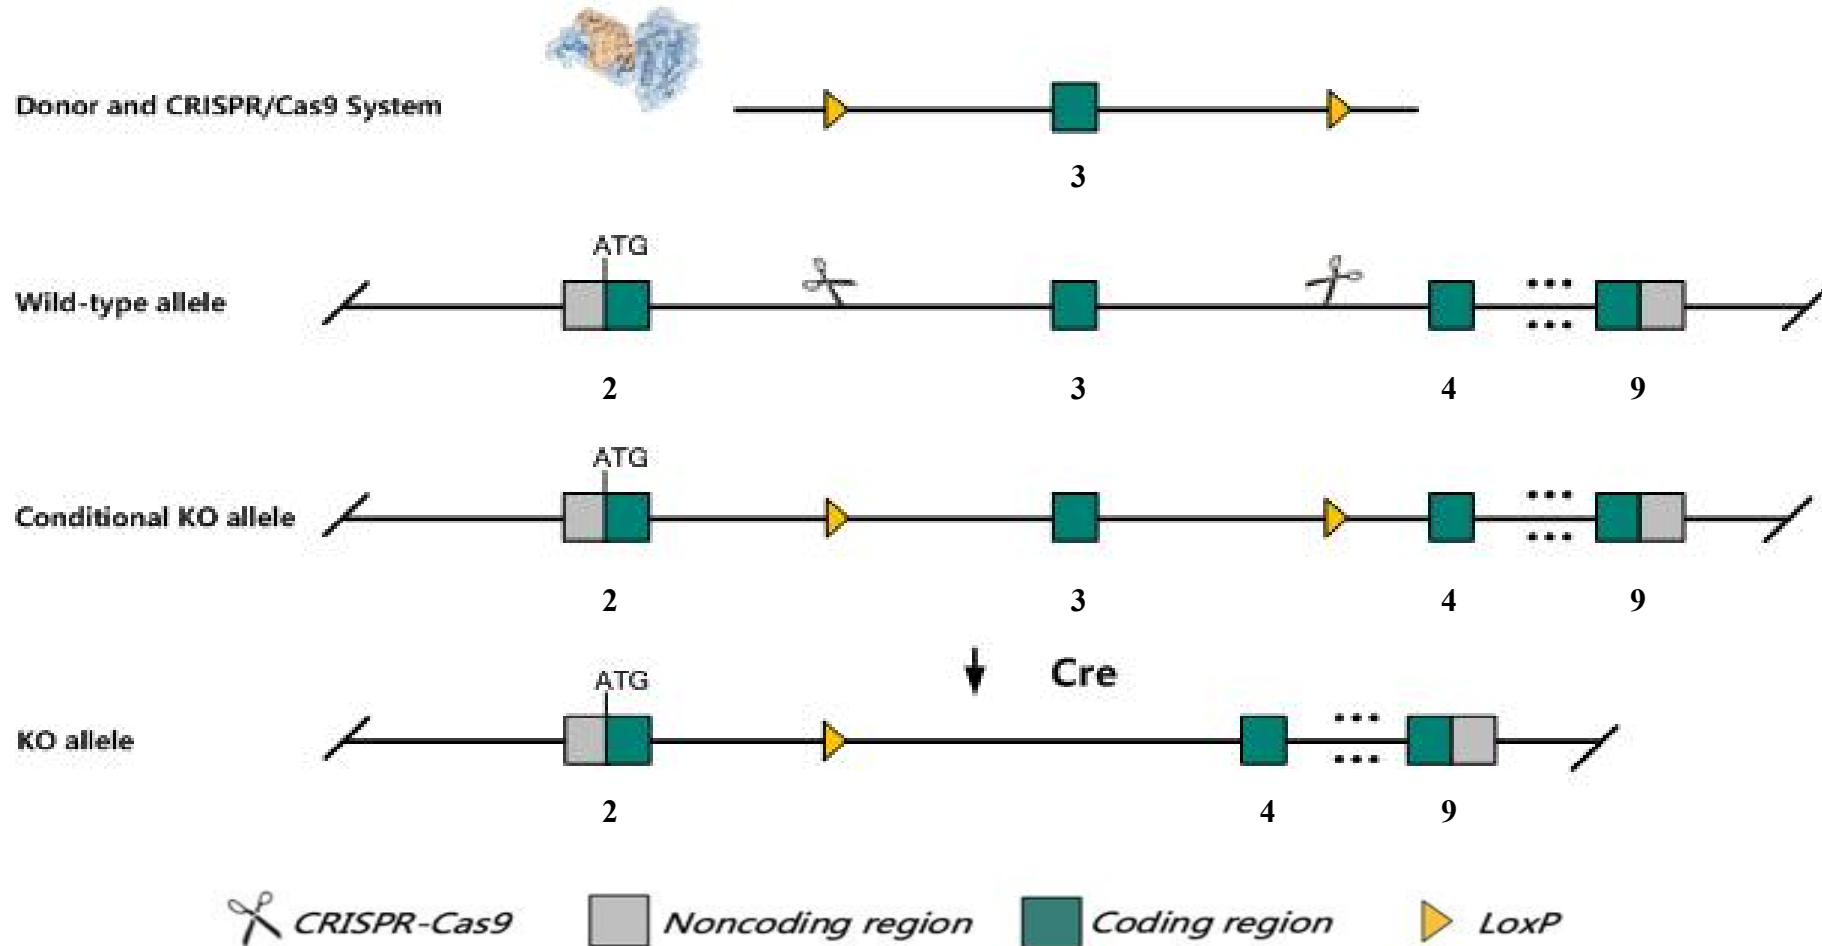 Donor and CRISPR/Cas9 System
3
ATG
Wild-type allele
2 3 4 9
ATG
Conditional KO allele
2 3 4 9
Cre
ATG
KO allele
2 4 9
CRISPR-Cas9 Noncoding region Coding region LoxP